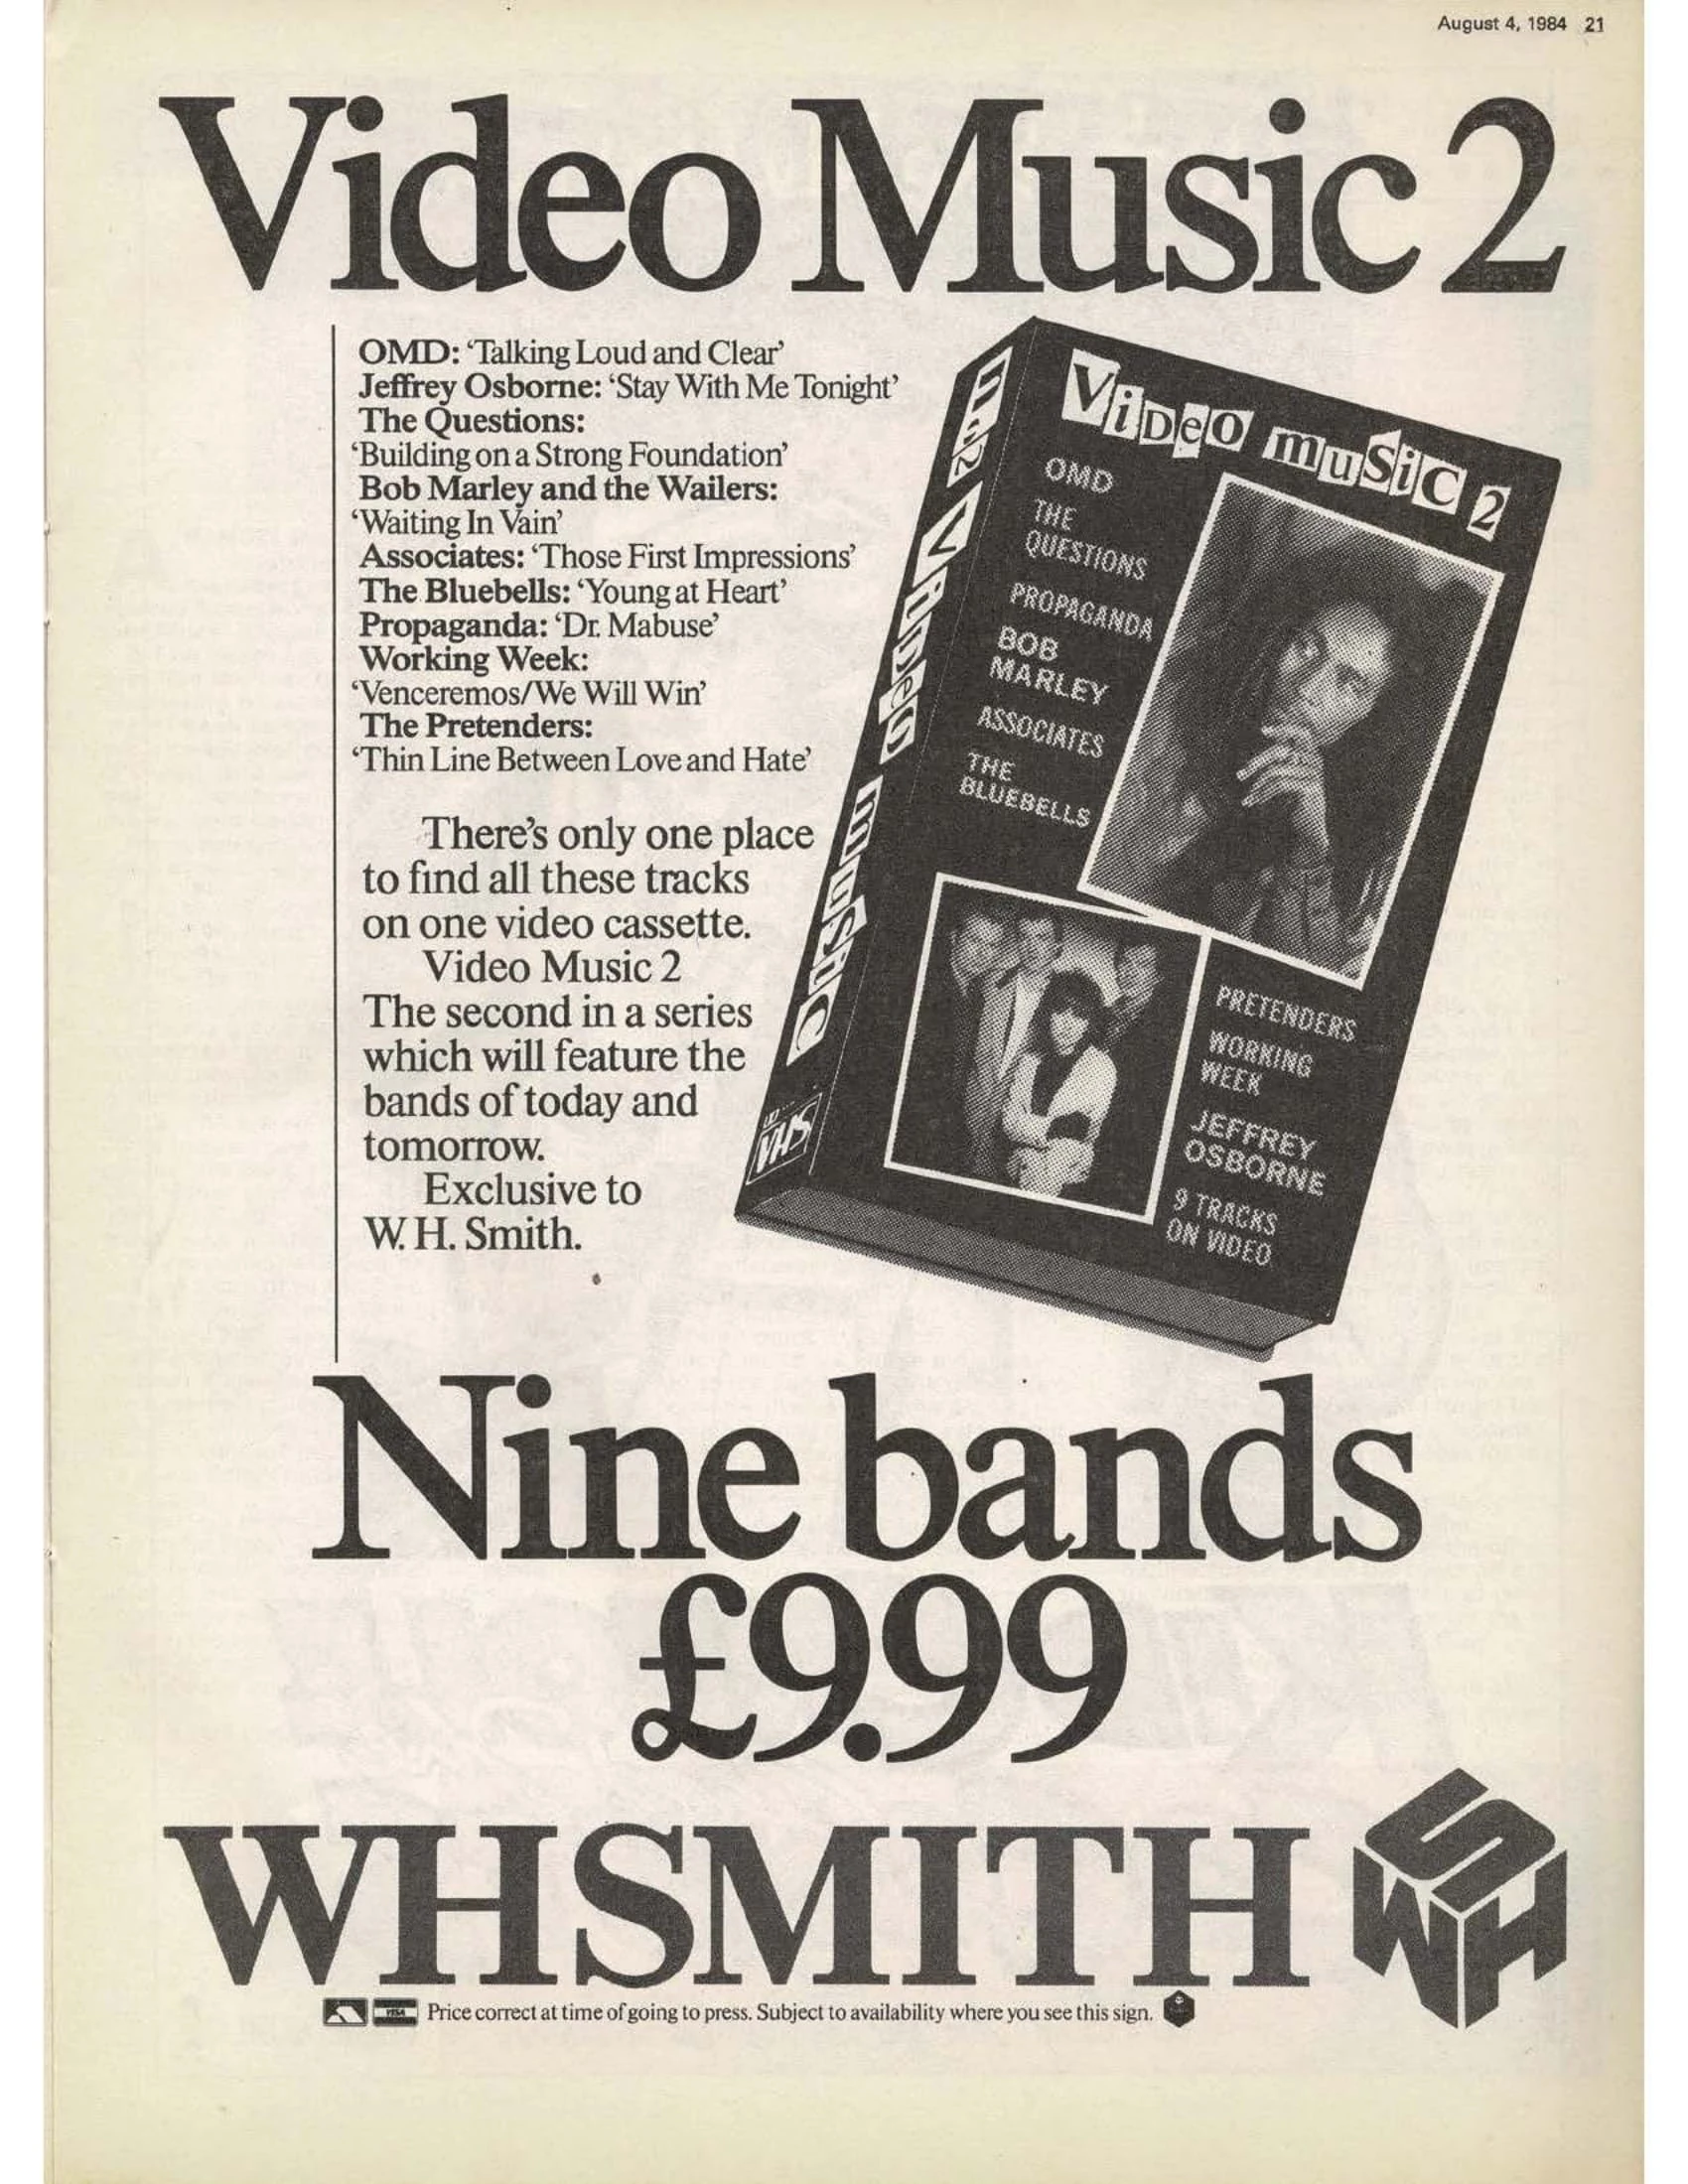 August 4, 1984 21
Video Music 2
OMD: ‘Talking Loud and Clear’
Jeffrey Osborne: ‘Stay With Me Tonight’
The Questions:
‘Building on a Strong Foundation’
Bob Marley and the Wailers:
‘Waiting In Vain’
Associates: ‘Those First Impressions’
The Bluebells: ‘Young at Heart’
Propaganda: ‘Dr. Mabuse’
Working Week:
‘Venceremos/We Will Win’
The Pretenders:
‘Thin Line Between Love and Hate’
There’s only one place
to find all these tracks
on one video cassette.
Video Music 2
The second in a series
which will feature the
bands of today and
tomorrow.
Exclusive to
W. H. Smith.
ViDeO muSiC 2
OMD
THE
QUESTIONS
PROPAGANDA
BOB
MARLEY
ASSOCIATES
THE
BLUEBELLS
PRETENDERS
WORKING
WEEK
JEFFREY
OSBORNE
9 TRACKS
ON VIDEO
ViDeO muSiC
VHS
Nine bands
£9.99
WHSMITH
SWH
VISA Price correct at time of going to press. Subject to availability where you see this sign.